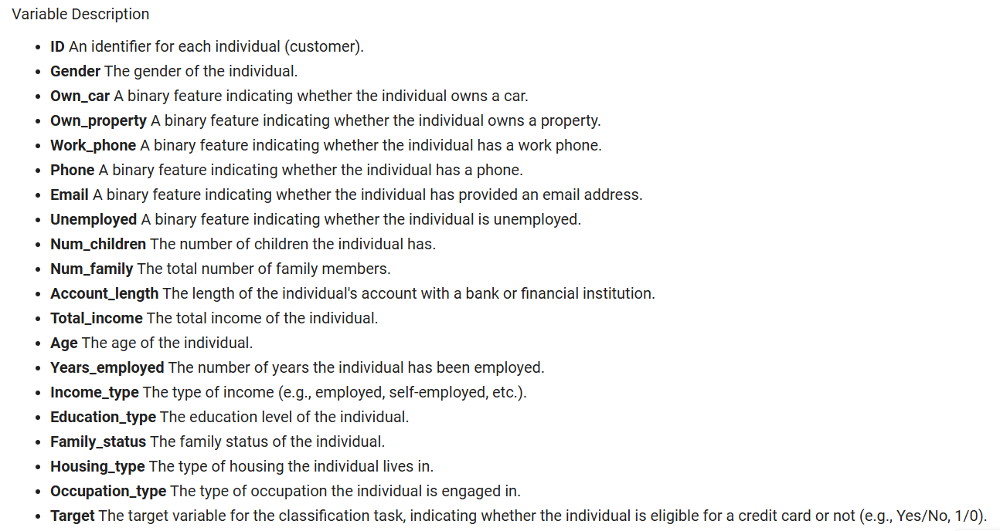 Variable Description
• ID An identifier for each individual (customer).
• Gender The gender of the individual.
• Own_car A binary feature indicating whether the individual owns a car.
• Own_property A binary feature indicating whether the individual owns a property.
• Work_phone A binary feature indicating whether the individual has a work phone.
• Phone A binary feature indicating whether the individual has a phone.
• Email A binary feature indicating whether the individual has provided an email address.
• Unemployed A binary feature indicating whether the individual is unemployed.
• Num_children The number of children the individual has.
• Num_family The total number of family members.
• Account_length The length of the individual's account with a bank or financial institution.
• Total_income The total income of the individual.
• Age The age of the individual.
• Years_employed The number of years the individual has been employed.
• Income_type The type of income (e.g., employed, self-employed, etc.).
• Education_type The education level of the individual.
• Family_status The family status of the individual.
• Housing_type The type of housing the individual lives in.
• Occupation_type The type of occupation the individual is engaged in.
• Target The target variable for the classification task, indicating whether the individual is eligible for a credit card or not (e.g., Yes/No, 1/0).